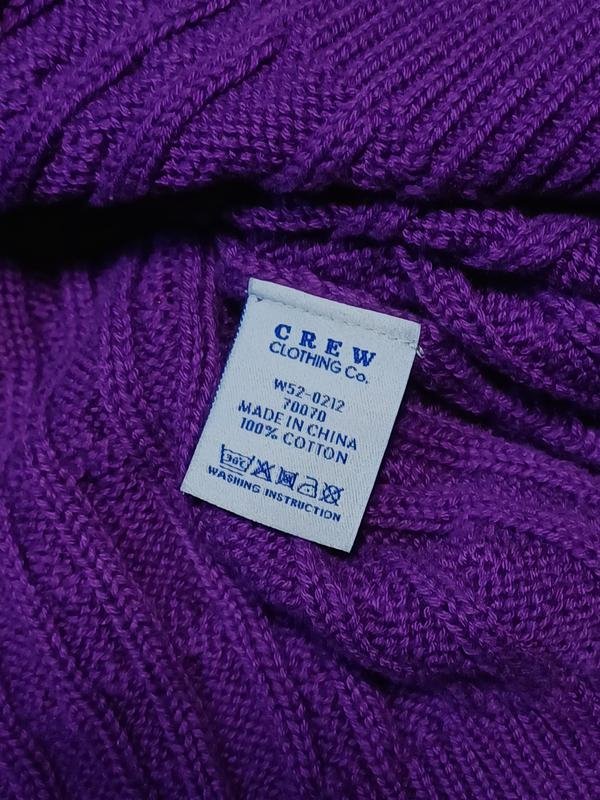 CREW
CLOTHING Co.
W52-0212
70070
MADE IN CHINA
100% COTTON
30°C
WASHING INSTRUCTION